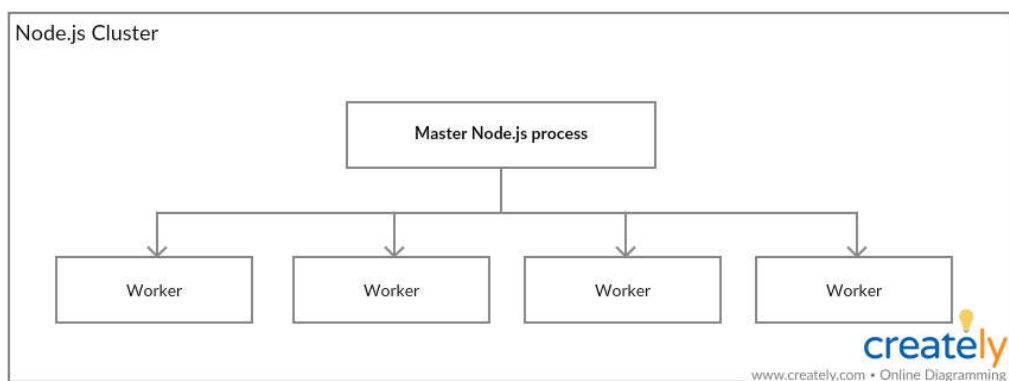 Node.js Cluster
Master Node.js process
Worker
Worker
Worker
Worker
creately
www.creately.com • Online Diagramming